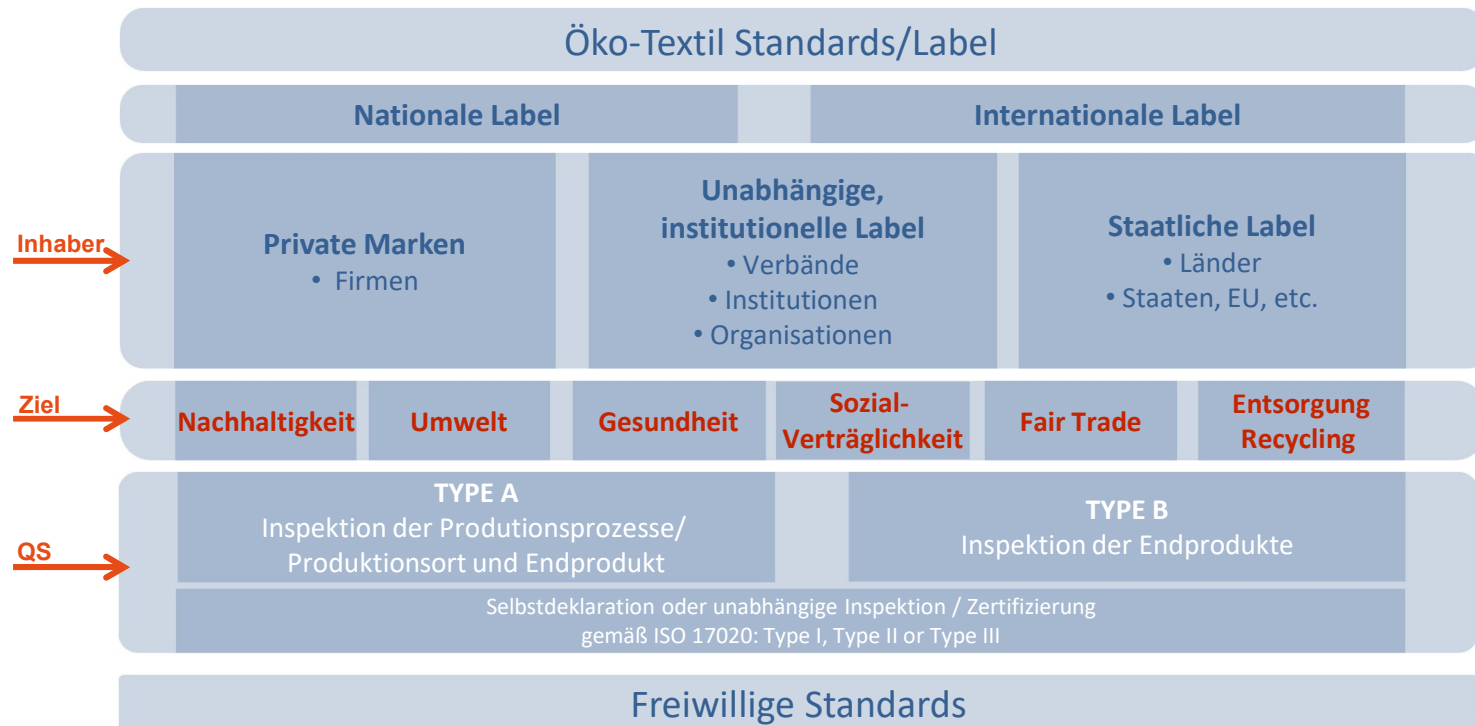 Öko-Textil Standards/Label
Nationale Label
Internationale Label
Inhaber
Private Marken
• Firmen
Unabhängige,
institutionelle Label
• Verbände
• Institutionen
• Organisationen
Staatliche Label
• Länder
• Staaten, EU, etc.
Ziel
Nachhaltigkeit
Umwelt
Gesundheit
Sozial-
Verträglichkeit
Fair Trade
Entsorgung
Recycling
QS
TYPE A
Inspektion der Produtionsprozesse/
Produktionsort und Endprodukt
TYPE B
Inspektion der Endprodukte
Selbstdeklaration oder unabhängige Inspektion / Zertifizierung
gemäß ISO 17020: Type I, Type II or Type III
Freiwillige Standards